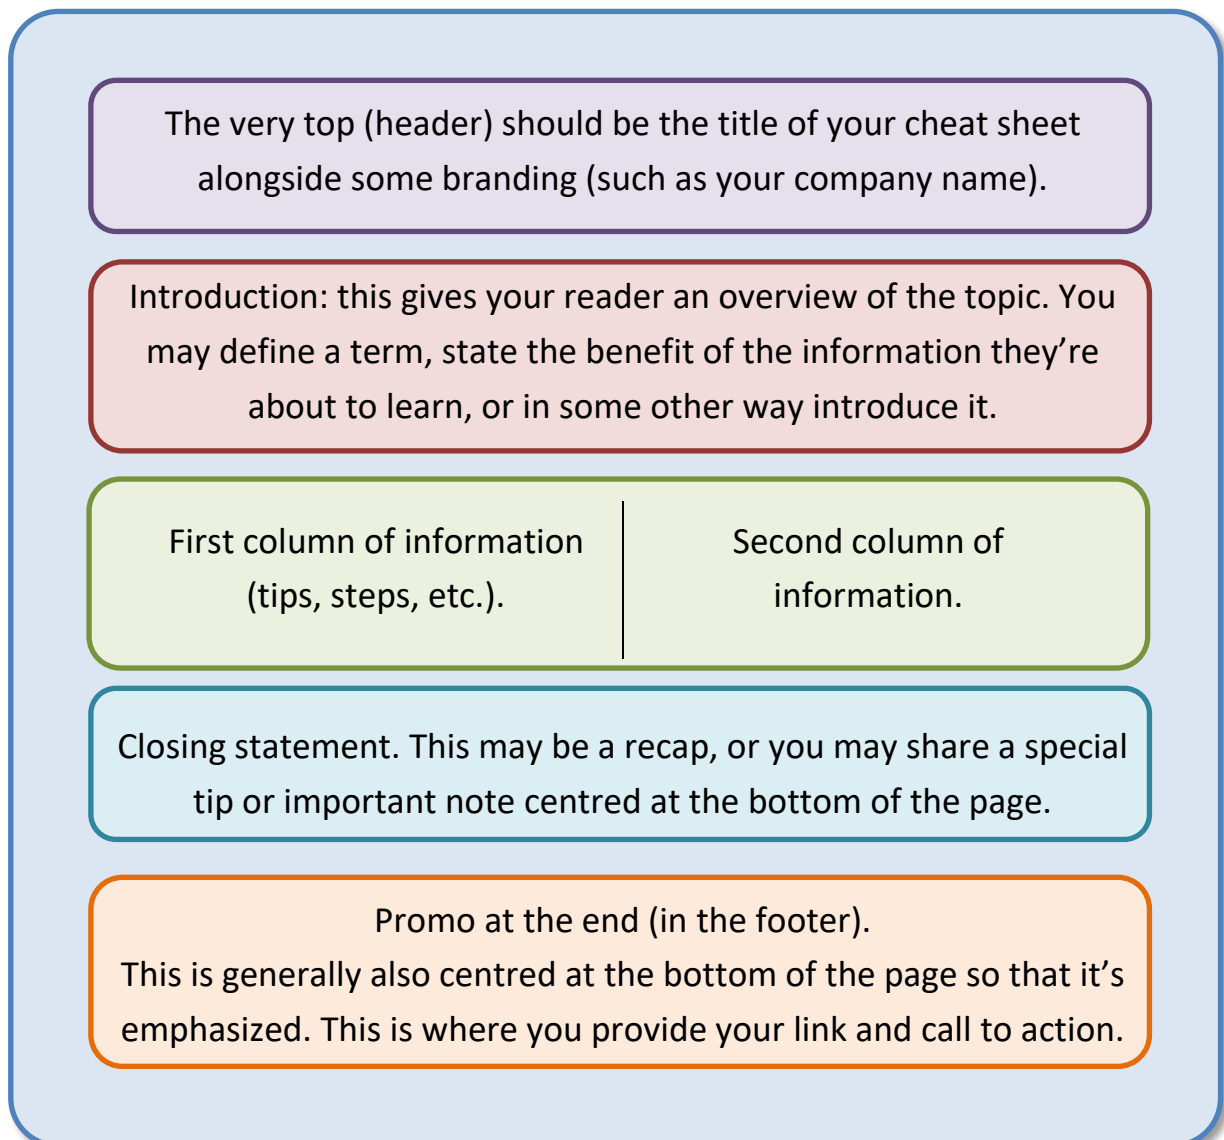 The very top (header) should be the title of your cheat sheet
alongside some branding (such as your company name).
Introduction: this gives your reader an overview of the topic. You
may define a term, state the benefit of the information they’re
about to learn, or in some other way introduce it.
First column of information
(tips, steps, etc.).
Second column of
information.
Closing statement. This may be a recap, or you may share a special
tip or important note centred at the bottom of the page.
Promo at the end (in the footer).
This is generally also centred at the bottom of the page so that it’s
emphasized. This is where you provide your link and call to action.